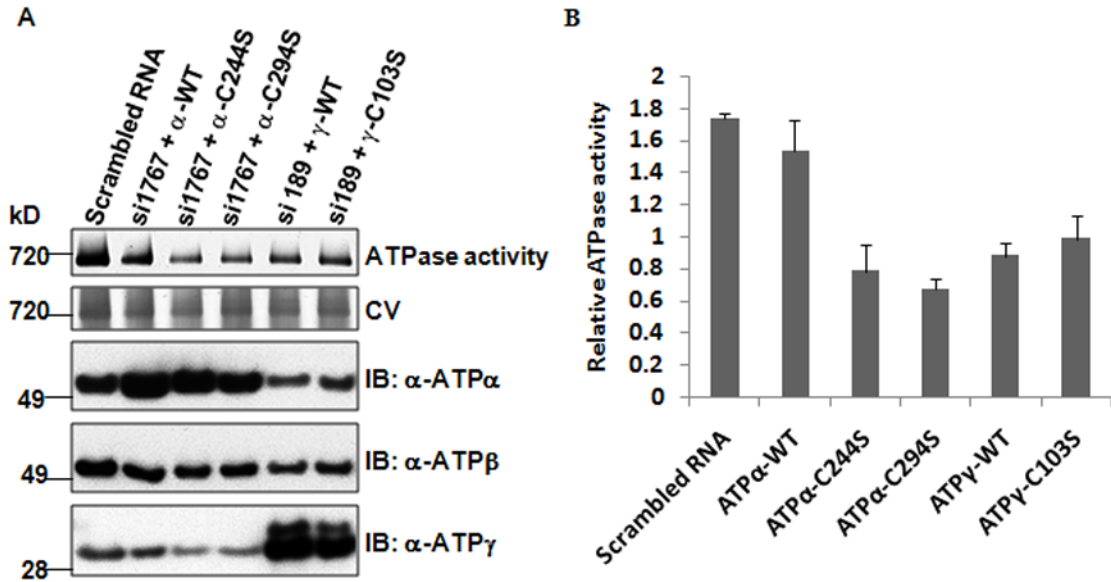 A
Scrambled RNA
si1767 + α-WT
si1767 + α-C244S
si1767 + α-C294S
si189 + γ-WT
si189 + γ-C103S
kD
720
ATPase activity
720
CV
49
IB: α-ATPα
49
IB: α-ATPβ
28
IB: α-ATPγ
B
Relative ATPase activity
2
1.8
1.6
1.4
1.2
1
0.8
0.6
0.4
0.2
0
Scrambled RNA
ATPα-WT
ATPα-C244S
ATPα-C294S
ATPγ-WT
ATPγ-C103S